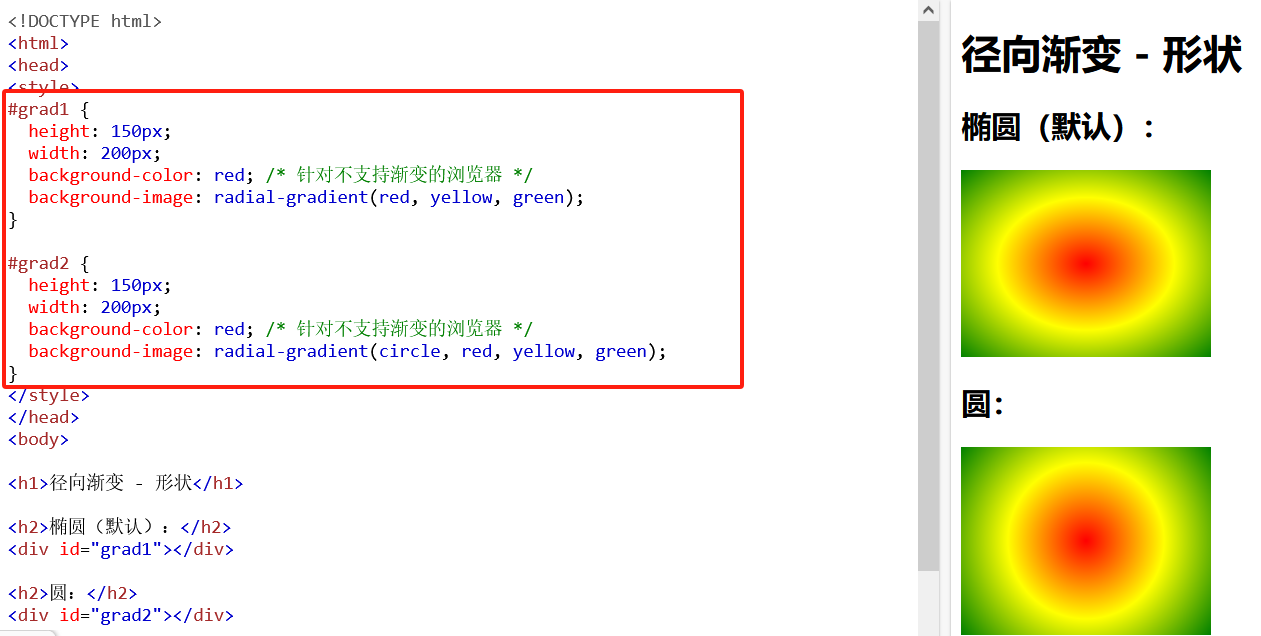 <!DOCTYPE html>
<html>
<head>
<style>
#grad1 {
  height: 150px;
  width: 200px;
  background-color: red; /* 针对不支持渐变的浏览器 */
  background-image: radial-gradient(red, yellow, green);
}
#grad2 {
  height: 150px;
  width: 200px;
  background-color: red; /* 针对不支持渐变的浏览器 */
  background-image: radial-gradient(circle, red, yellow, green);
}
</style>
</head>
<body>
<h1>径向渐变 - 形状</h1>
<h2>椭圆（默认）：</h2>
<div id="grad1"></div>
<h2>圆：</h2>
<div id="grad2"></div>
径向渐变 - 形状
椭圆（默认）：
圆：